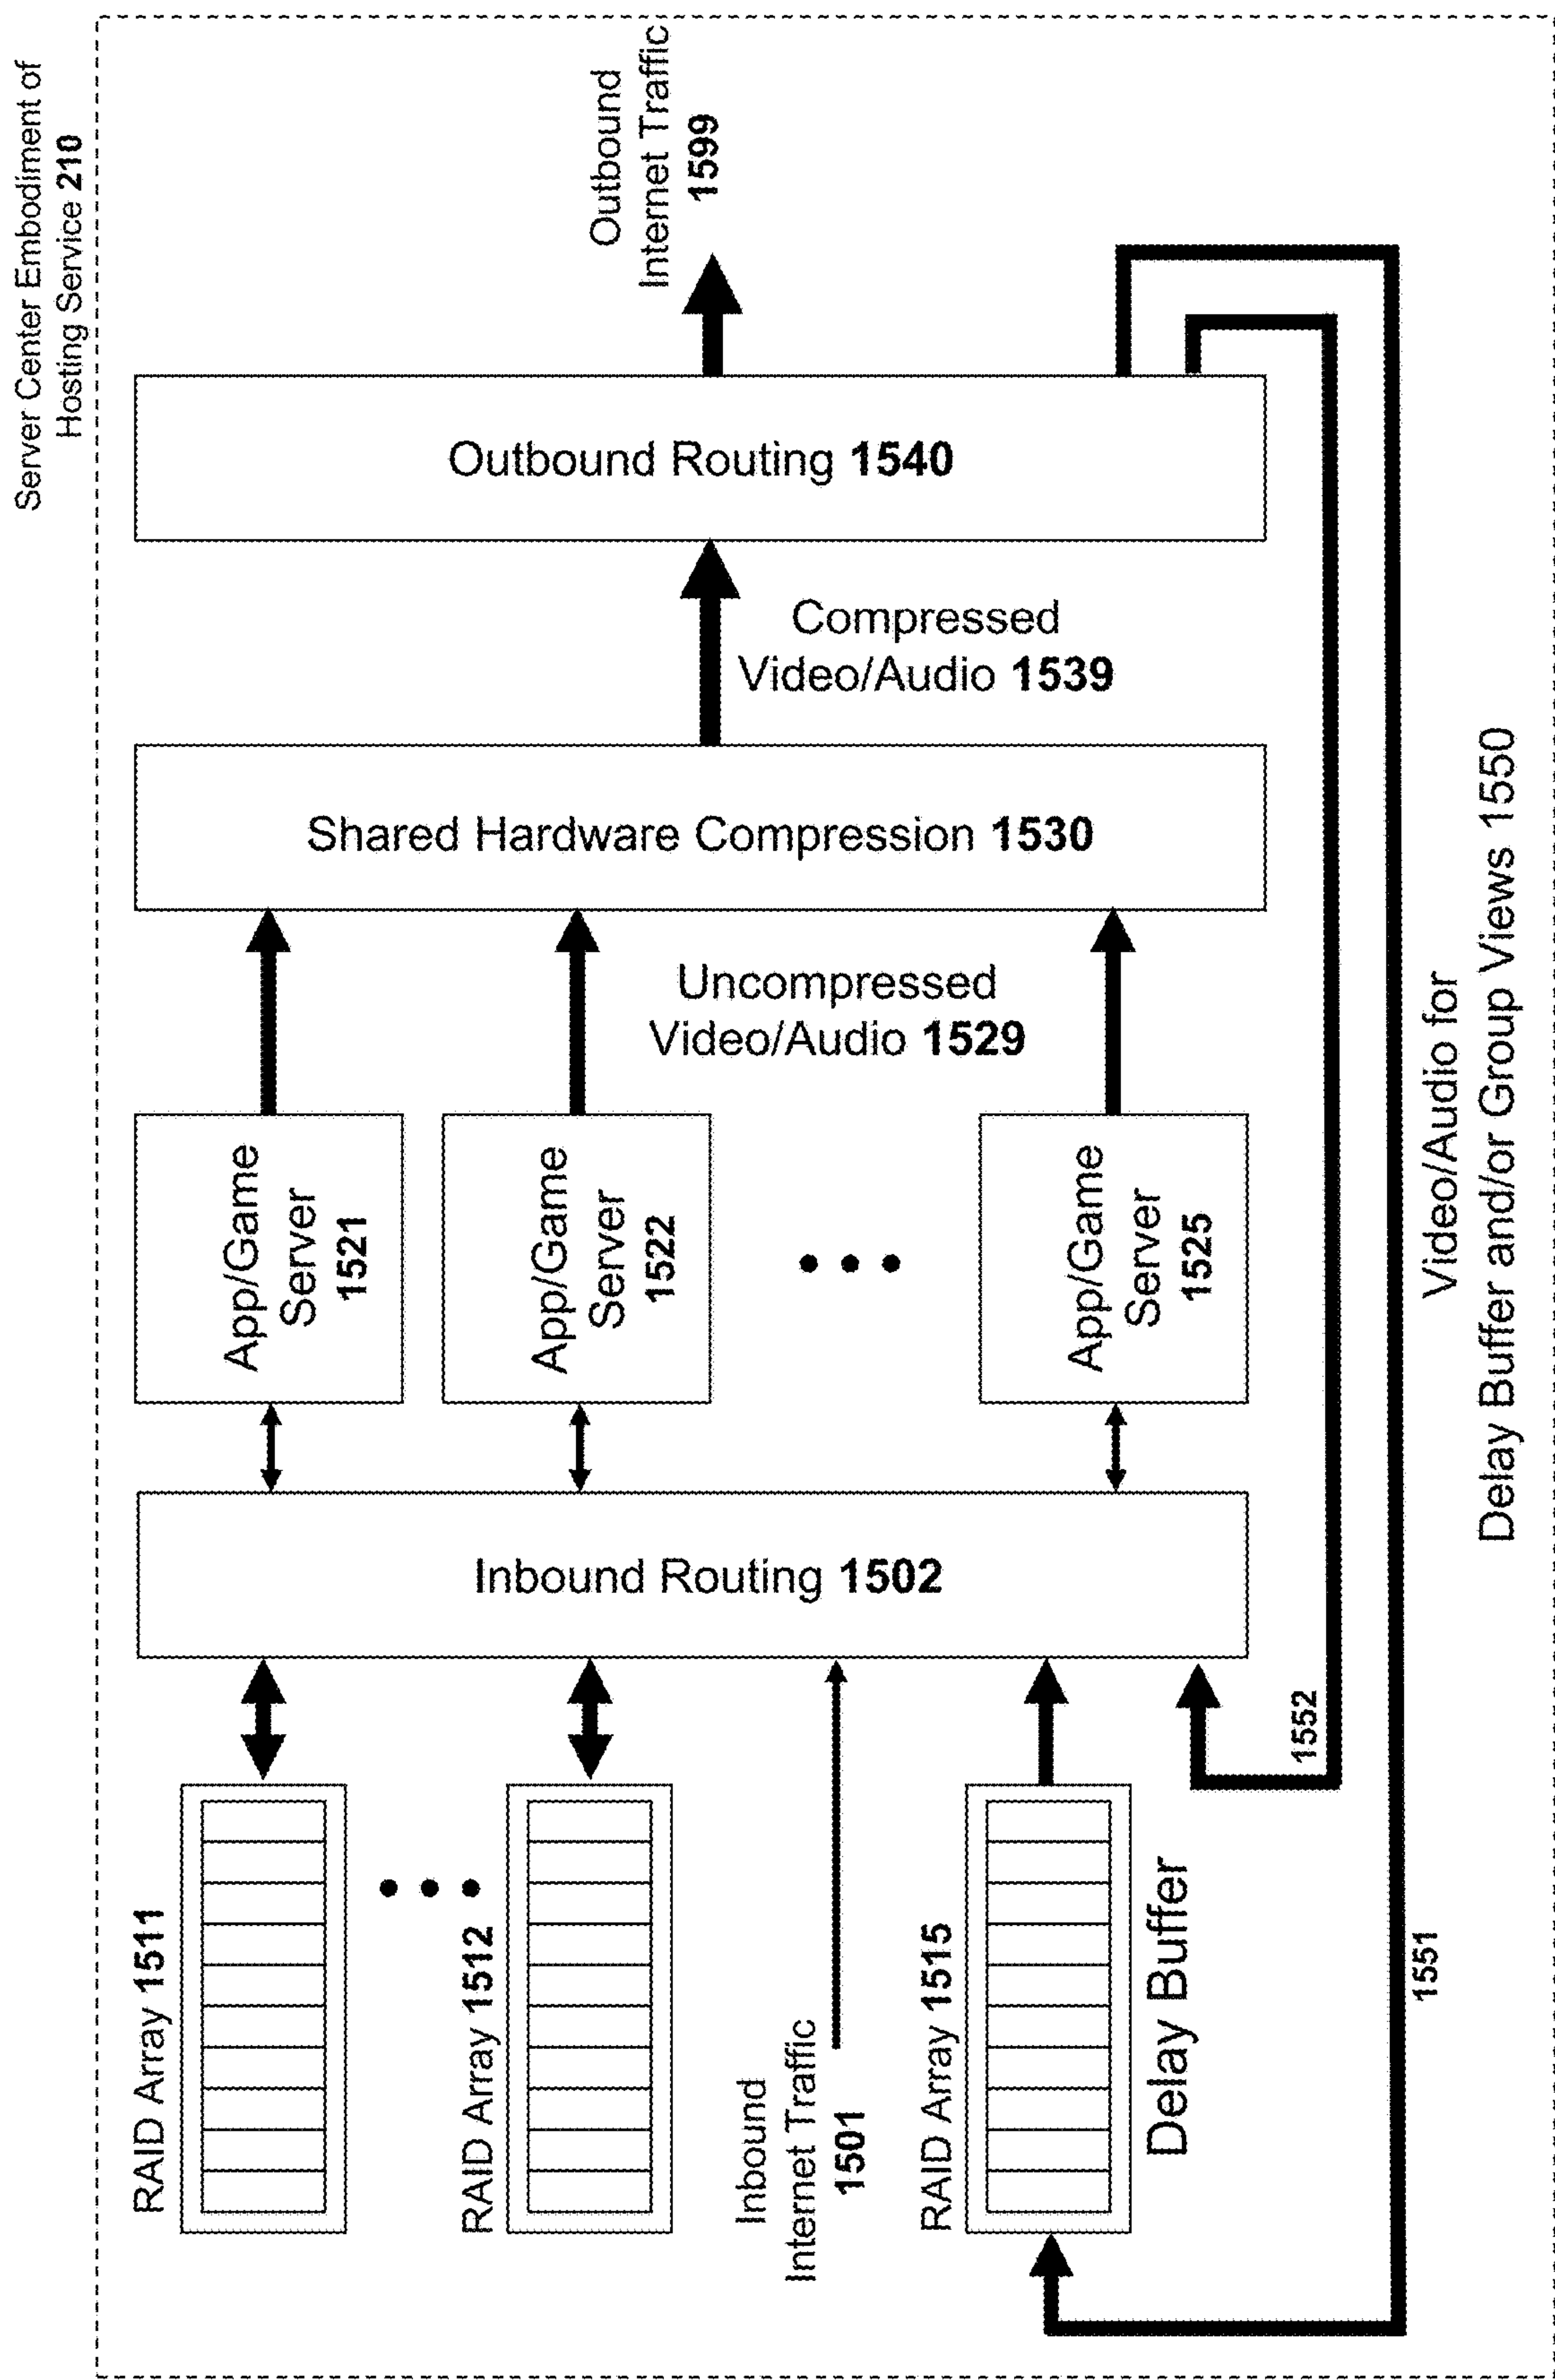 Server Center Embodiment of
Hosting Service 210
RAID Array 1511
RAID Array 1512
Inbound
Internet Traffic
1501
RAID Array 1515
Delay Buffer
Inbound Routing 1502
App/Game
Server
1521
App/Game
Server
1522
App/Game
Server
1525
Uncompressed
Video/Audio 1529
Shared Hardware Compression 1530
Compressed
Video/Audio 1539
Outbound Routing 1540
Outbound
Internet Traffic
1599
1552
1551
Video/Audio for
Delay Buffer and/or Group Views 1550